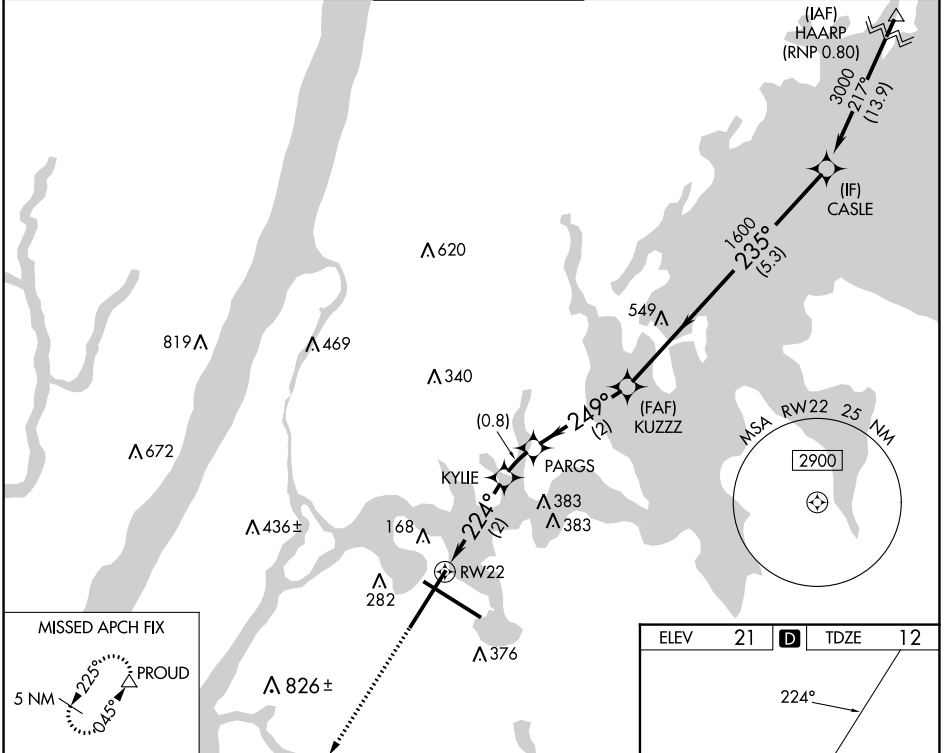 (IAF)
HAARP
(RNP 0.80)
3000
217°
(13.9)
(IF)
CASLE
1600
235°
(5.3)
620
549
819
469
340
(FAF)
KUZZZ
249°
(2)
(0.8)
MSA RW22 25 NM
2900
672
PARGS
KYLIE
383
383
224°
(2)
436±
168
RW22
282
376
826±
MISSED APCH FIX
PROUD
5 NM
225°
045°
ELEV 21 D TDZE 12
224°